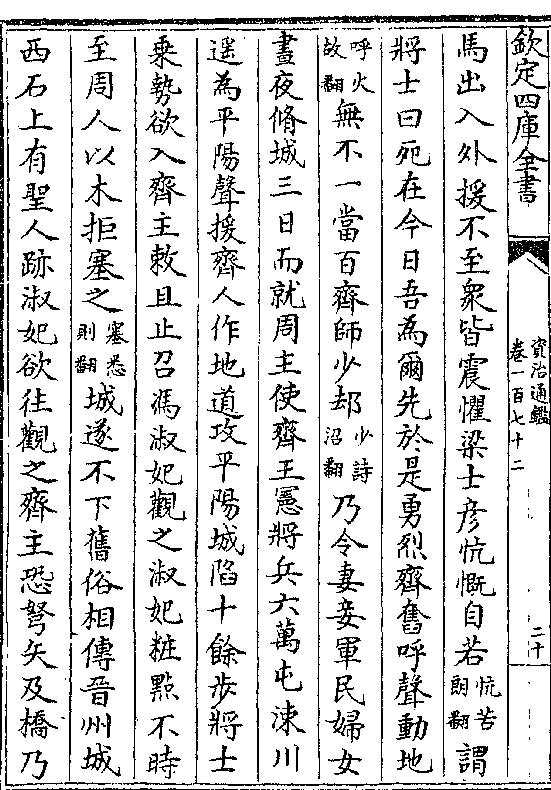 欽定四庫全書
資治通鑑
卷一百七十二
二十
馬出入外援不至衆皆震懼梁士彦忼慨自若忼苦朗翻謂
將士曰死在今日吾為爾先於是勇烈齊奮呼聲動地
呼火故翻無不一當百齊師少却少詩沼翻乃令妻妾軍民婦女
晝夜脩城三日而就周主使齊王憲將兵六萬屯涑川
遥為平陽聲援齊人作地道攻平陽城陷十餘步將士
乘勢欲入齊主敕且止召馮淑妃觀之淑妃粧點不時
至周人以木拒塞之塞悉則翻城遂不下舊俗相傳晉州城
西石上有聖人跡淑妃欲往觀之齊主恐弩矢及橋乃